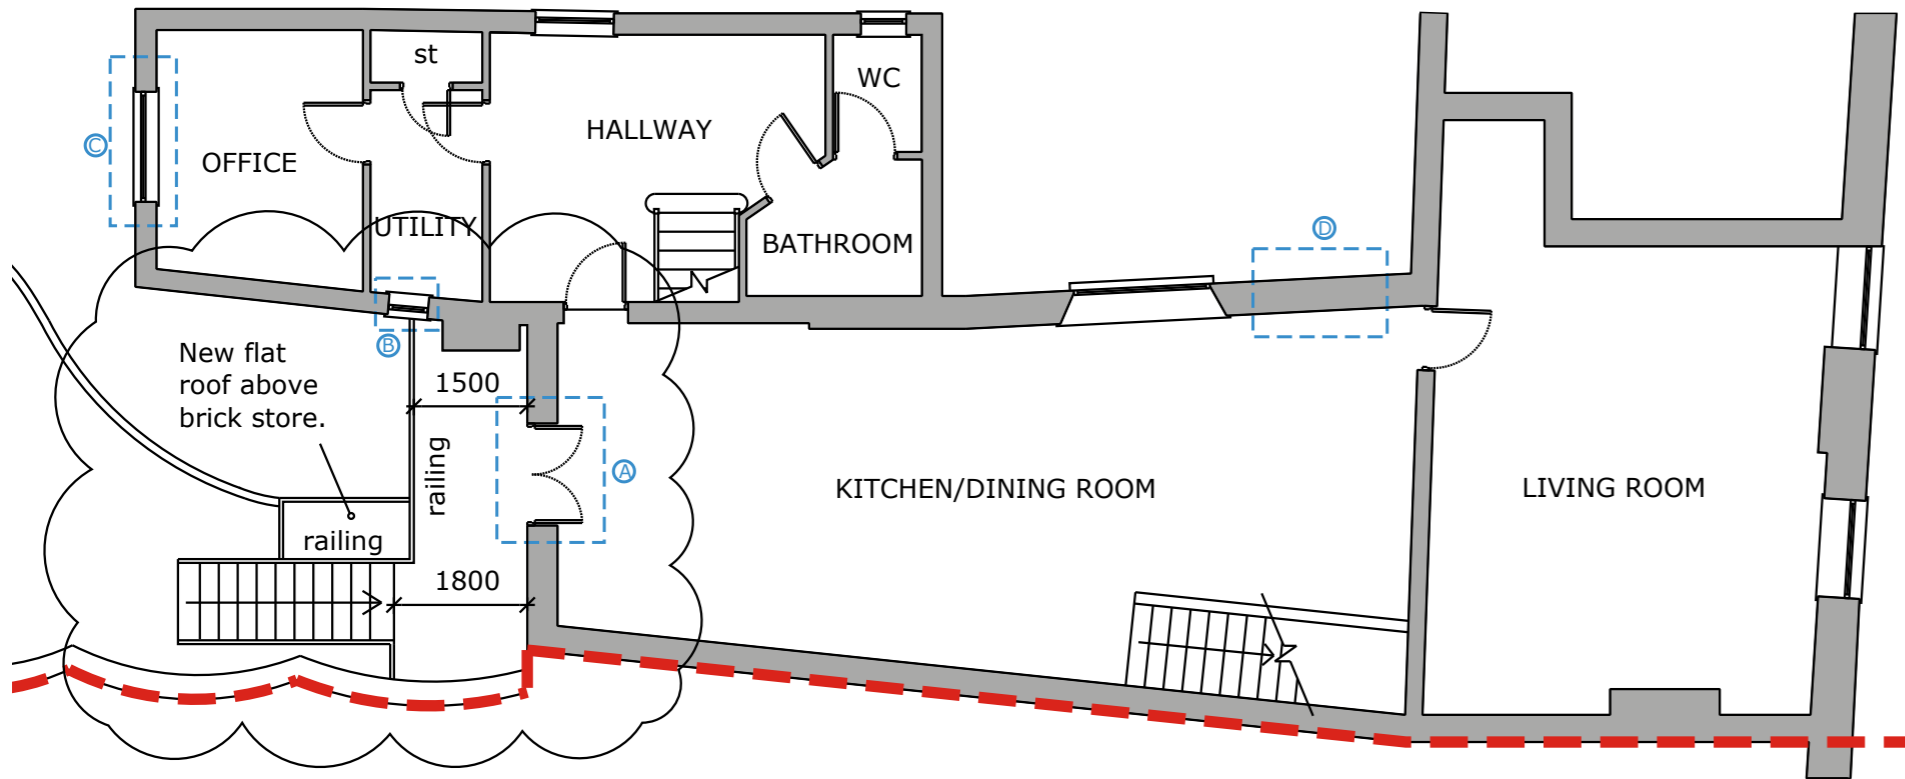 st
WC
HALLWAY
C
OFFICE
UTILITY
BATHROOM
D
B
New flat
roof above
brick store.
1500
railing
A
KITCHEN/DINING ROOM
LIVING ROOM
railing
1800